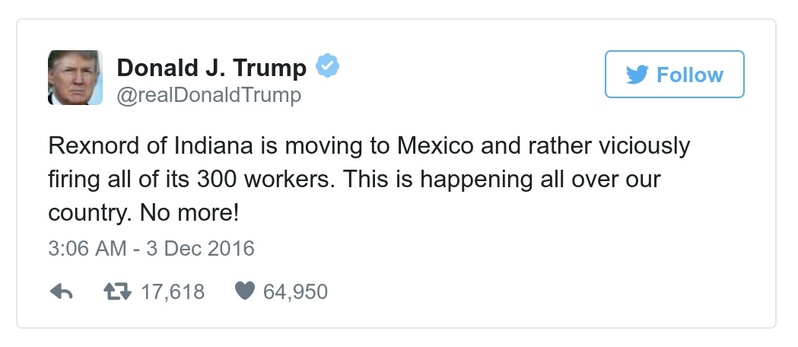 Donald J. Trump
@realDonaldTrump
Follow
Rexnord of Indiana is moving to Mexico and rather viciously
firing all of its 300 workers. This is happening all over our
country. No more!
3:06 AM - 3 Dec 2016
17,618 64,950